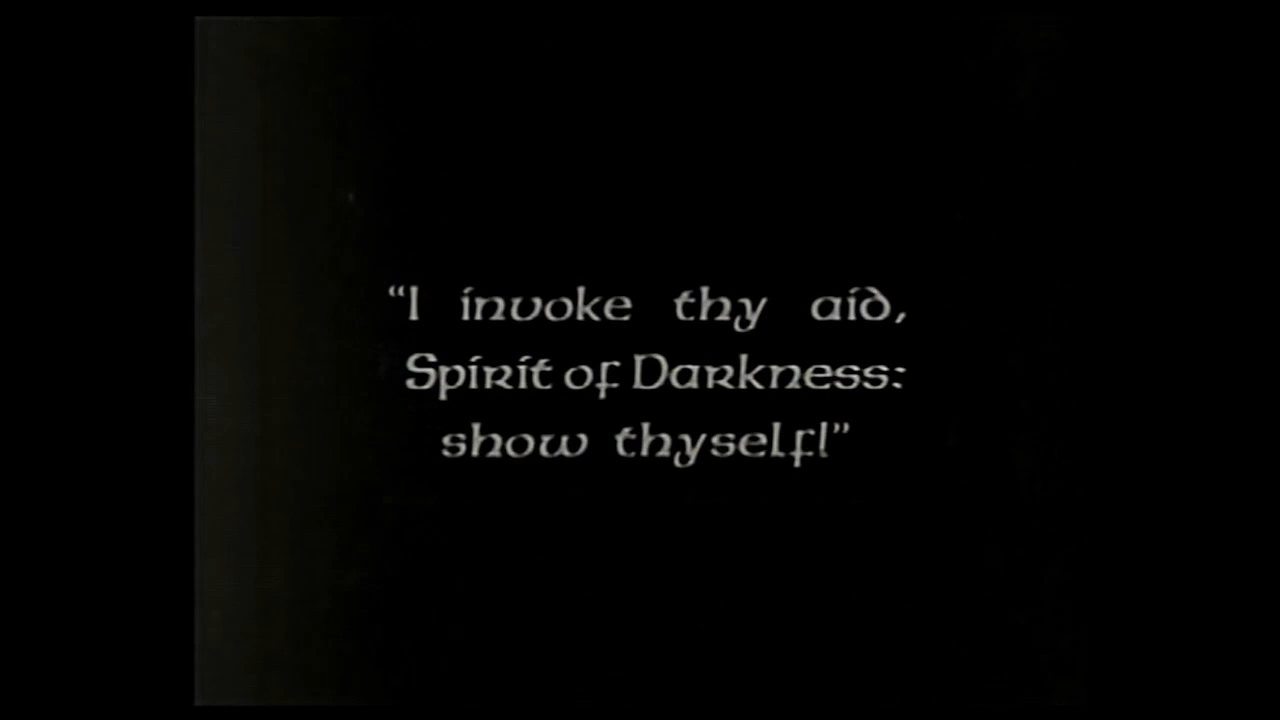 “I invoke thy aid,
Spirit of Darkness:
show thyself!”